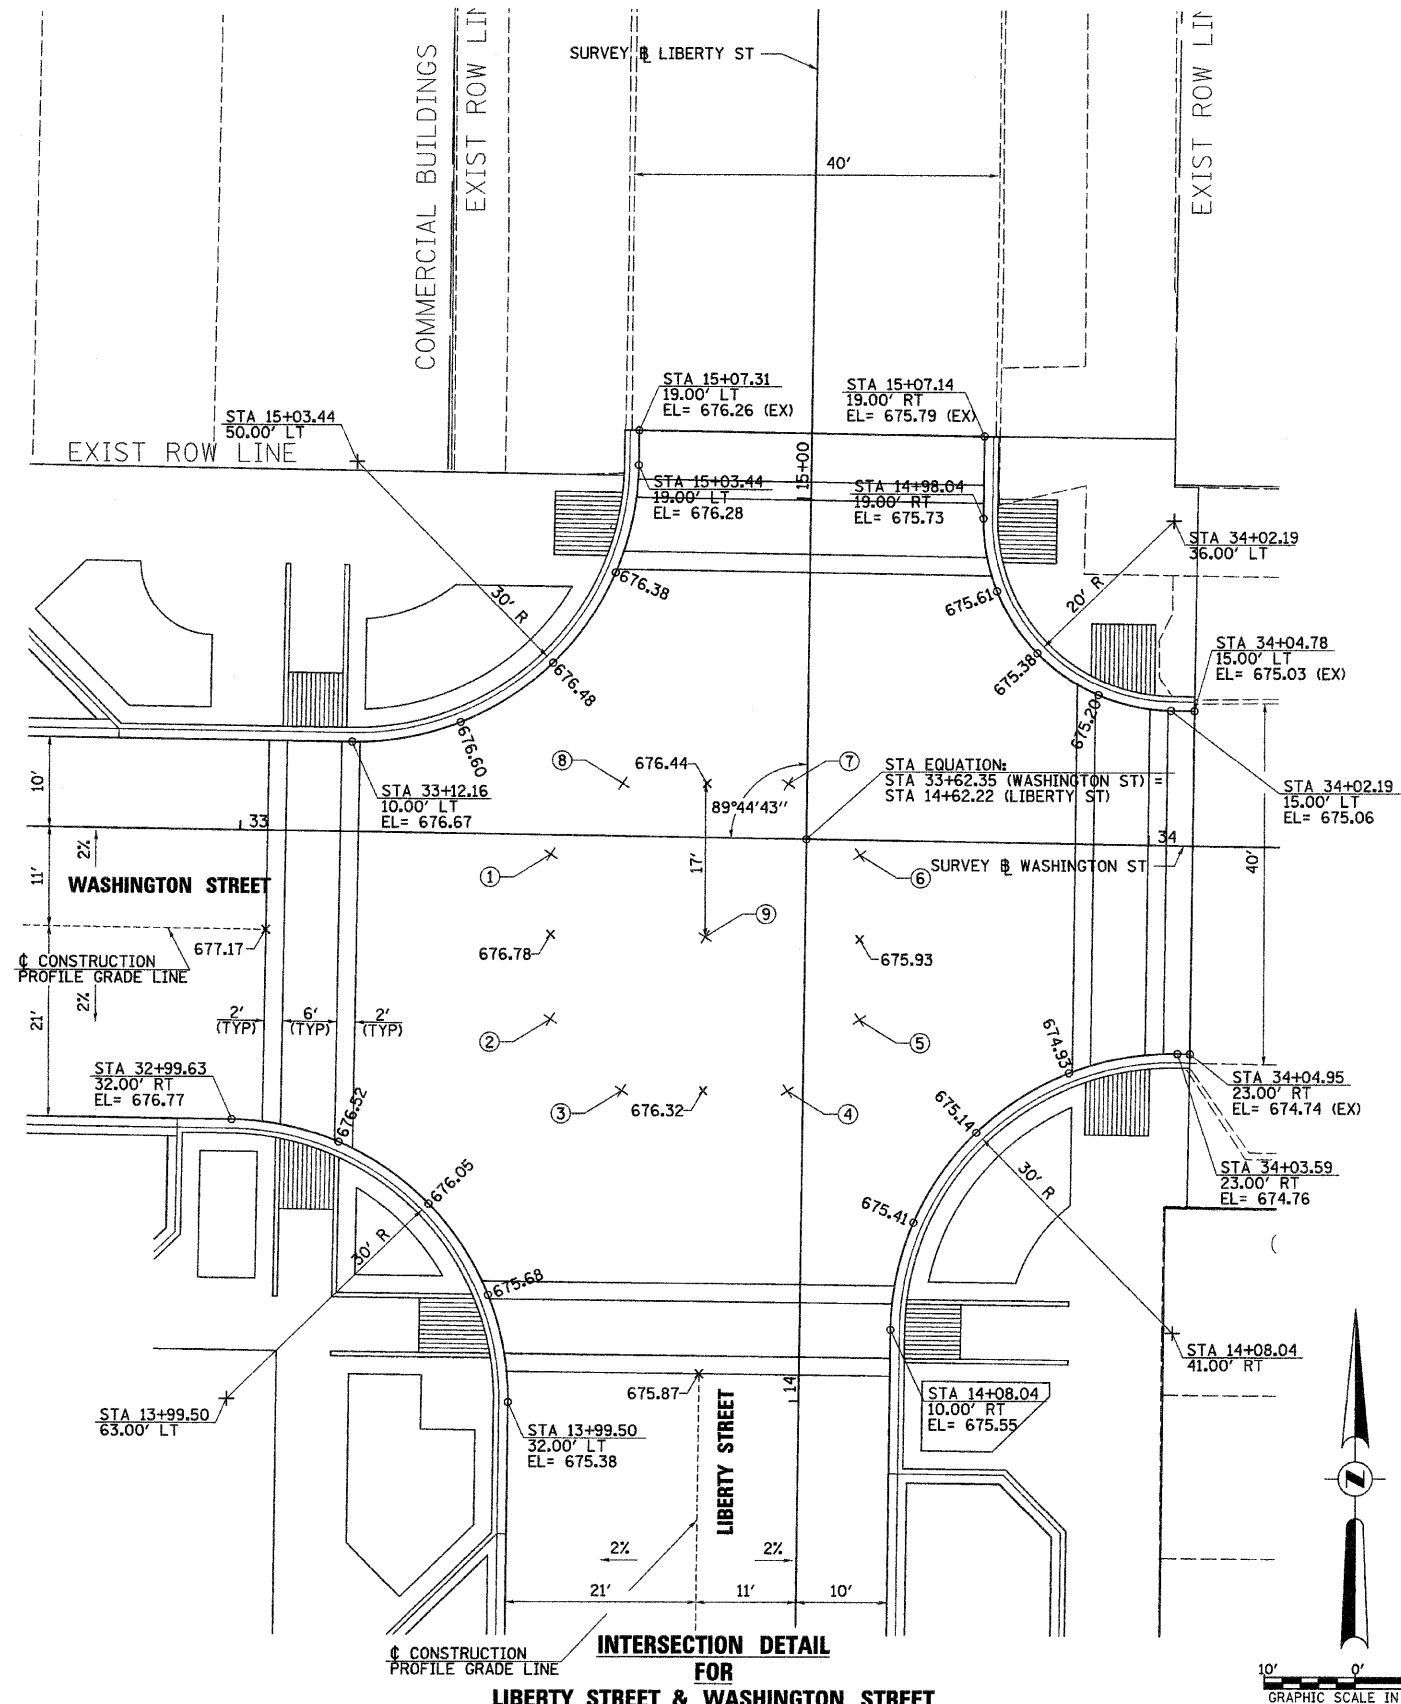 SURVEY ℄ LIBERTY ST
COMMERCIAL BUILDINGS
EXIST ROW LIN
EXIST ROW LIN
40'
STA 15+07.31
19.00' LT
EL= 676.26 (EX)
STA 15+07.14
19.00' RT
EL= 675.79 (EX)
STA 15+03.44
50.00' LT
EXIST ROW LINE
15+00
STA 15+03.44
19.00' LT
EL= 676.28
STA 14+98.04
19.00' RT
EL= 675.73
STA 34+02.19
36.00' LT
676.38
30' R
675.61
20' R
676.48
675.38
STA 34+04.78
15.00' LT
EL= 675.03 (EX)
676.60
675.20
8
676.44
7
STA EQUATION:
STA 33+62.35 (WASHINGTON ST) =
STA 14+62.22 (LIBERTY ST)
10'
STA 33+12.16
10.00' LT
EL= 676.67
89°44'43''
STA 34+02.19
15.00' LT
EL= 675.06
33
34
2%
11'
WASHINGTON STREET
1
17'
6
SURVEY ℄ WASHINGTON ST
40'
9
677.17
676.78
675.93
℄ CONSTRUCTION
PROFILE GRADE LINE
2%
21'
2'
(TYP)
6'
(TYP)
2'
(TYP)
2
5
STA 32+99.63
32.00' RT
EL= 676.77
676.52
3
676.32
4
674.93
STA 34+04.95
23.00' RT
EL= 674.74 (EX)
675.14
30' R
STA 34+03.59
23.00' RT
EL= 674.76
676.05
675.41
30' R
675.68
STA 14+08.04
41.00' RT
675.87
14
STA 14+08.04
10.00' RT
EL= 675.55
STA 13+99.50
63.00' LT
STA 13+99.50
32.00' LT
EL= 675.38
LIBERTY STREET
2%
2%
21'
11'
10'
℄ CONSTRUCTION
PROFILE GRADE LINE
INTERSECTION DETAIL
FOR
LIBERTY STREET & WASHINGTON STREET
Z
10'
0'
GRAPHIC SCALE IN